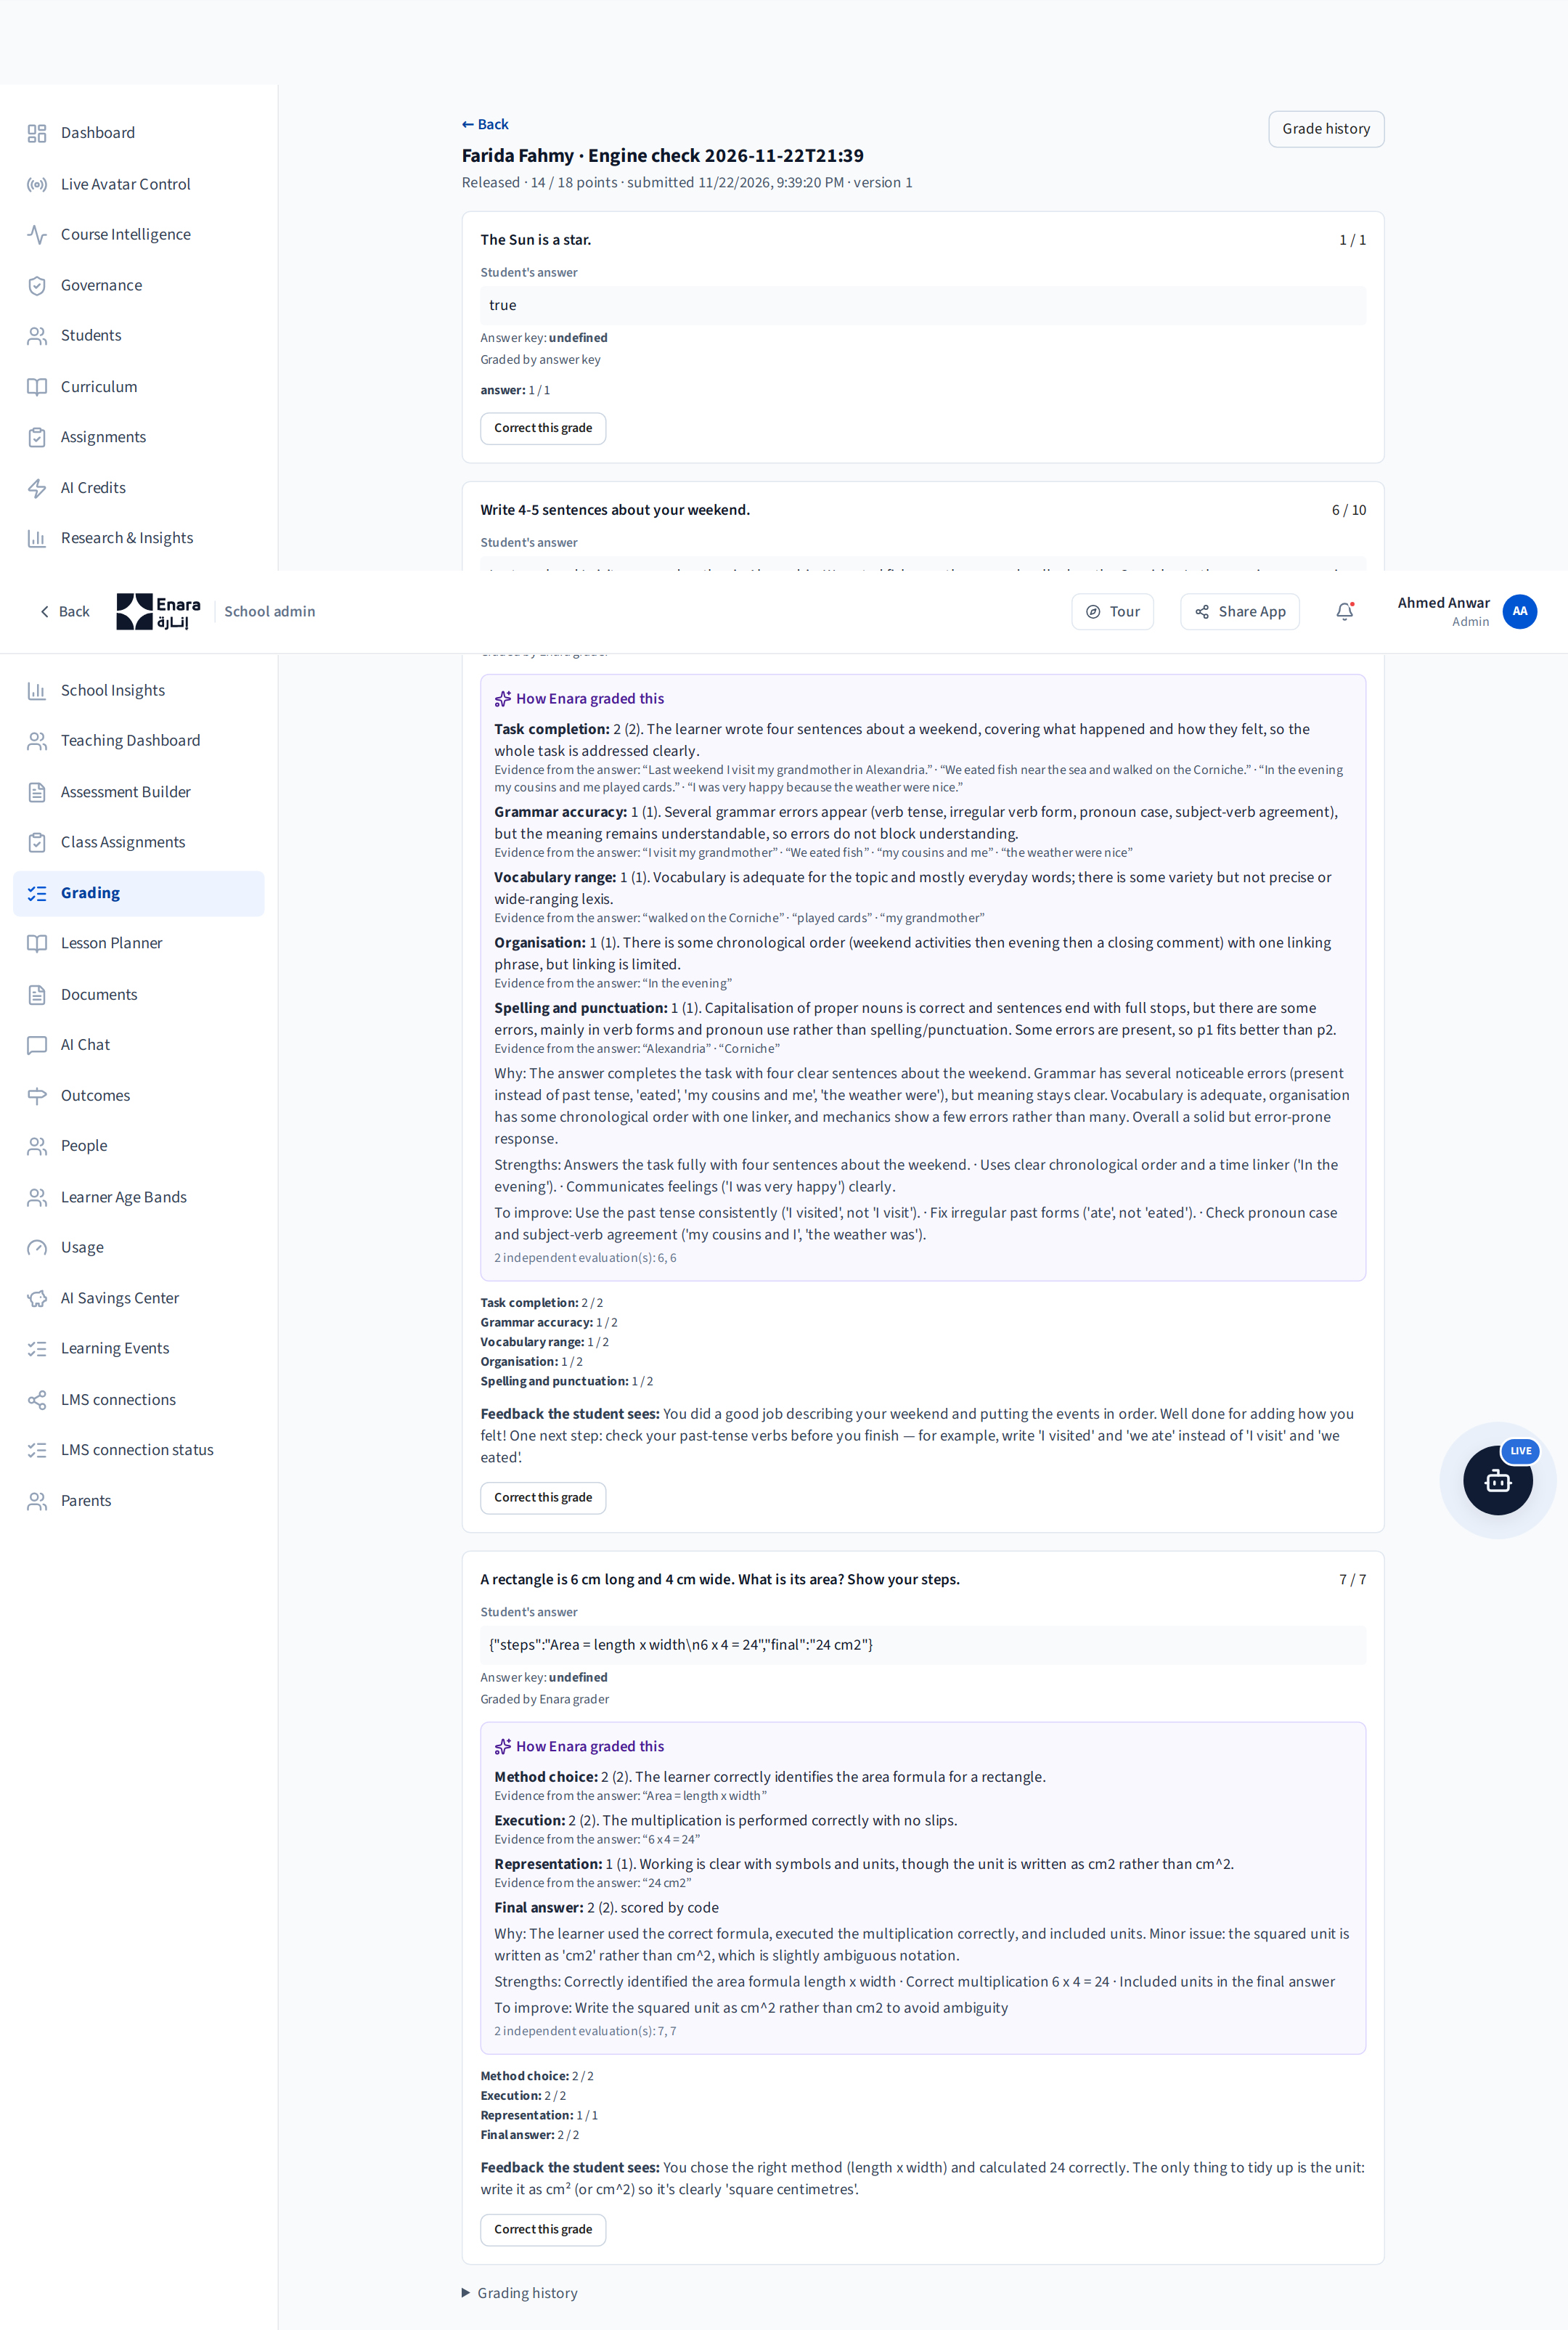 Dashboard
Live Avatar Control
Course Intelligence
Governance
Students
Curriculum
Assignments
AI Credits
Research & Insights
← Back
Grade history
Farida Fahmy · Engine check 2026-11-22T21:39
Released · 14 / 18 points · submitted 11/22/2026, 9:39:20 PM · version 1
The Sun is a star.
1 / 1
Student's answer
true
Answer key: undefined
Graded by answer key
answer: 1 / 1
Correct this grade
Write 4-5 sentences about your weekend.
6 / 10
Student's answer
Back
Enara
إنارة
School admin
Tour
Share App
Ahmed Anwar
Admin
AA
School Insights
Teaching Dashboard
Assessment Builder
Class Assignments
Grading
Lesson Planner
Documents
AI Chat
Outcomes
People
Learner Age Bands
Usage
AI Savings Center
Learning Events
LMS connections
LMS connection status
Parents
How Enara graded this
Task completion: 2 (2). The learner wrote four sentences about a weekend, covering what happened and how they felt, so the
whole task is addressed clearly.
Evidence from the answer: “Last weekend I visit my grandmother in Alexandria.” · “We eated fish near the sea and walked on the Corniche.” · “In the evening
my cousins and me played cards.” · “I was very happy because the weather were nice.”
Grammar accuracy: 1 (1). Several grammar errors appear (verb tense, irregular verb form, pronoun case, subject-verb agreement),
but the meaning remains understandable, so errors do not block understanding.
Evidence from the answer: “I visit my grandmother” · “We eated fish” · “my cousins and me” · “the weather were nice”
Vocabulary range: 1 (1). Vocabulary is adequate for the topic and mostly everyday words; there is some variety but not precise or
wide-ranging lexis.
Evidence from the answer: “walked on the Corniche” · “played cards” · “my grandmother”
Organisation: 1 (1). There is some chronological order (weekend activities then evening then a closing comment) with one linking
phrase, but linking is limited.
Evidence from the answer: “In the evening”
Spelling and punctuation: 1 (1). Capitalisation of proper nouns is correct and sentences end with full stops, but there are some
errors, mainly in verb forms and pronoun use rather than spelling/punctuation. Some errors are present, so p1 fits better than p2.
Evidence from the answer: “Alexandria” · “Corniche”
Why: The answer completes the task with four clear sentences about the weekend. Grammar has several noticeable errors (present
instead of past tense, 'eated', 'my cousins and me', 'the weather were'), but meaning stays clear. Vocabulary is adequate, organisation
has some chronological order with one linker, and mechanics show a few errors rather than many. Overall a solid but error-prone
response.
Strengths: Answers the task fully with four sentences about the weekend. · Uses clear chronological order and a time linker ('In the
evening'). · Communicates feelings ('I was very happy') clearly.
To improve: Use the past tense consistently ('I visited', not 'I visit'). · Fix irregular past forms ('ate', not 'eated'). · Check pronoun case
and subject-verb agreement ('my cousins and I', 'the weather was').
2 independent evaluation(s): 6, 6
Task completion: 2 / 2
Grammar accuracy: 1 / 2
Vocabulary range: 1 / 2
Organisation: 1 / 2
Spelling and punctuation: 1 / 2
Feedback the student sees: You did a good job describing your weekend and putting the events in order. Well done for adding how you
felt! One next step: check your past-tense verbs before you finish — for example, write 'I visited' and 'we ate' instead of 'I visit' and 'we
eated'.
Correct this grade
LIVE
A rectangle is 6 cm long and 4 cm wide. What is its area? Show your steps.
7 / 7
Student's answer
{"steps":"Area = length x width\n6 x 4 = 24","final":"24 cm2"}
Answer key: undefined
Graded by Enara grader
How Enara graded this
Method choice: 2 (2). The learner correctly identifies the area formula for a rectangle.
Evidence from the answer: “Area = length x width”
Execution: 2 (2). The multiplication is performed correctly with no slips.
Evidence from the answer: “6 x 4 = 24”
Representation: 1 (1). Working is clear with symbols and units, though the unit is written as cm2 rather than cm^2.
Evidence from the answer: “24 cm2”
Final answer: 2 (2). scored by code
Why: The learner used the correct formula, executed the multiplication correctly, and included units. Minor issue: the squared unit is
written as 'cm2' rather than cm^2, which is slightly ambiguous notation.
Strengths: Correctly identified the area formula length x width · Correct multiplication 6 x 4 = 24 · Included units in the final answer
To improve: Write the squared unit as cm^2 rather than cm2 to avoid ambiguity
2 independent evaluation(s): 7, 7
Method choice: 2 / 2
Execution: 2 / 2
Representation: 1 / 1
Final answer: 2 / 2
Feedback the student sees: You chose the right method (length x width) and calculated 24 correctly. The only thing to tidy up is the unit:
write it as cm² (or cm^2) so it's clearly 'square centimetres'.
Correct this grade
Grading history